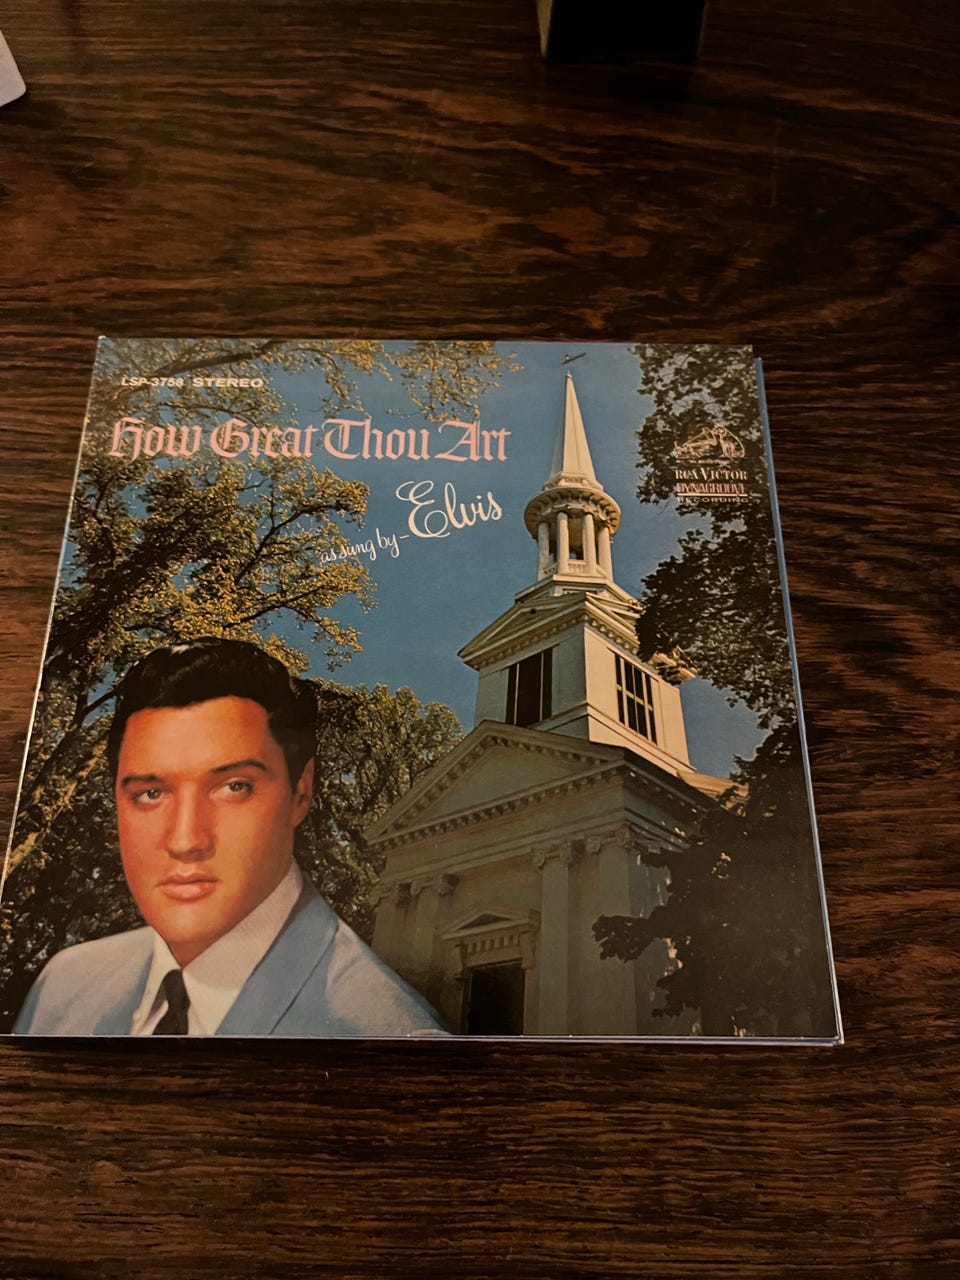 LSP-3758 STEREO
How Great Thou Art
as sung by- Elvis
RCA VICTOR
DYNAGROOVE
RECORDING